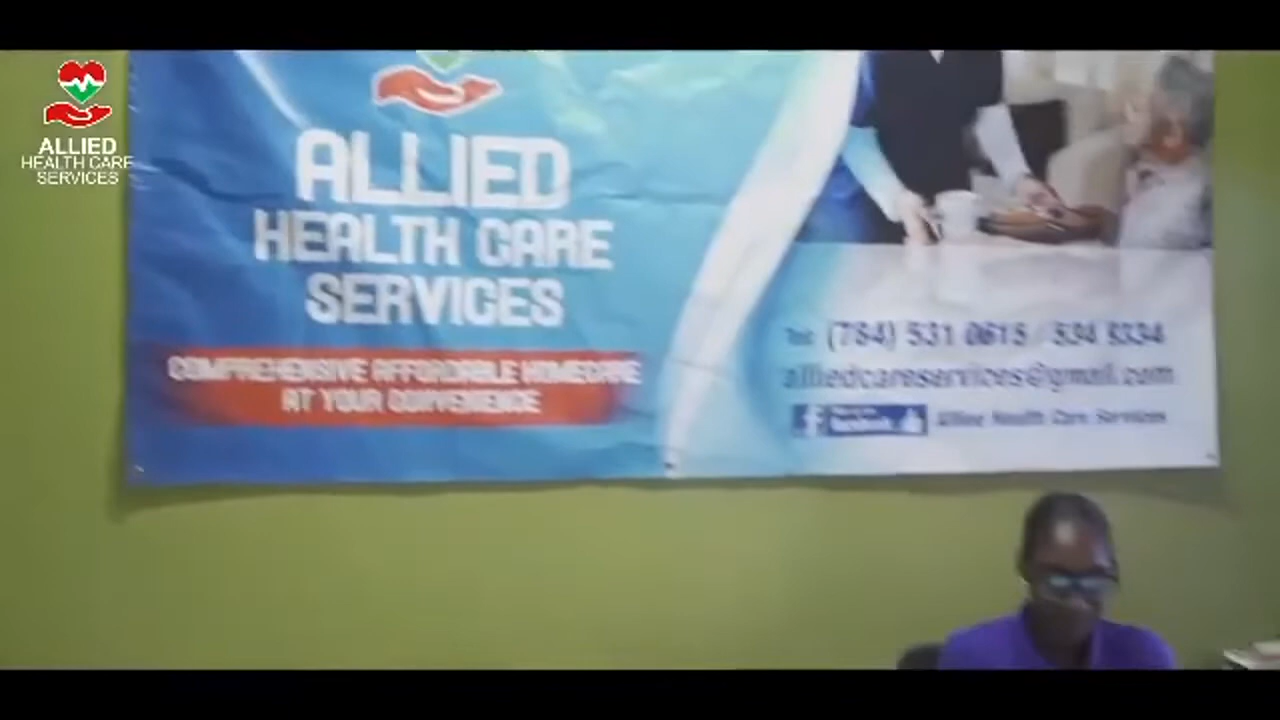 ALLIED
HEALTH CARE
SERVICES
ALLIED
HEALTH CARE
SERVICES
COMPREHENSIVE AFFORDABLE HOMECARE
AT YOUR CONVENIENCE
Tel: (784) 531 0615 / 534
alliedcareservices@gmail.com
facebook Allied Health Care Services